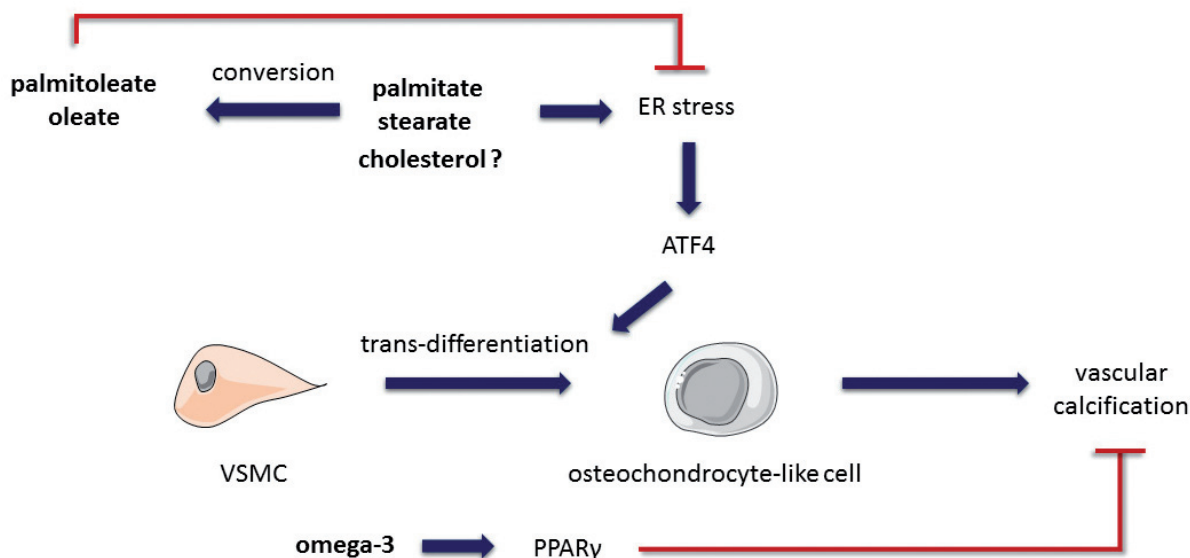 conversion
palmitoleate
oleate
palmitate
stearate
cholesterol ?
ER stress
ATF4
trans-differentiation
vascular
calcification
VSMC
osteochondrocyte-like cell
omega-3
PPARγ